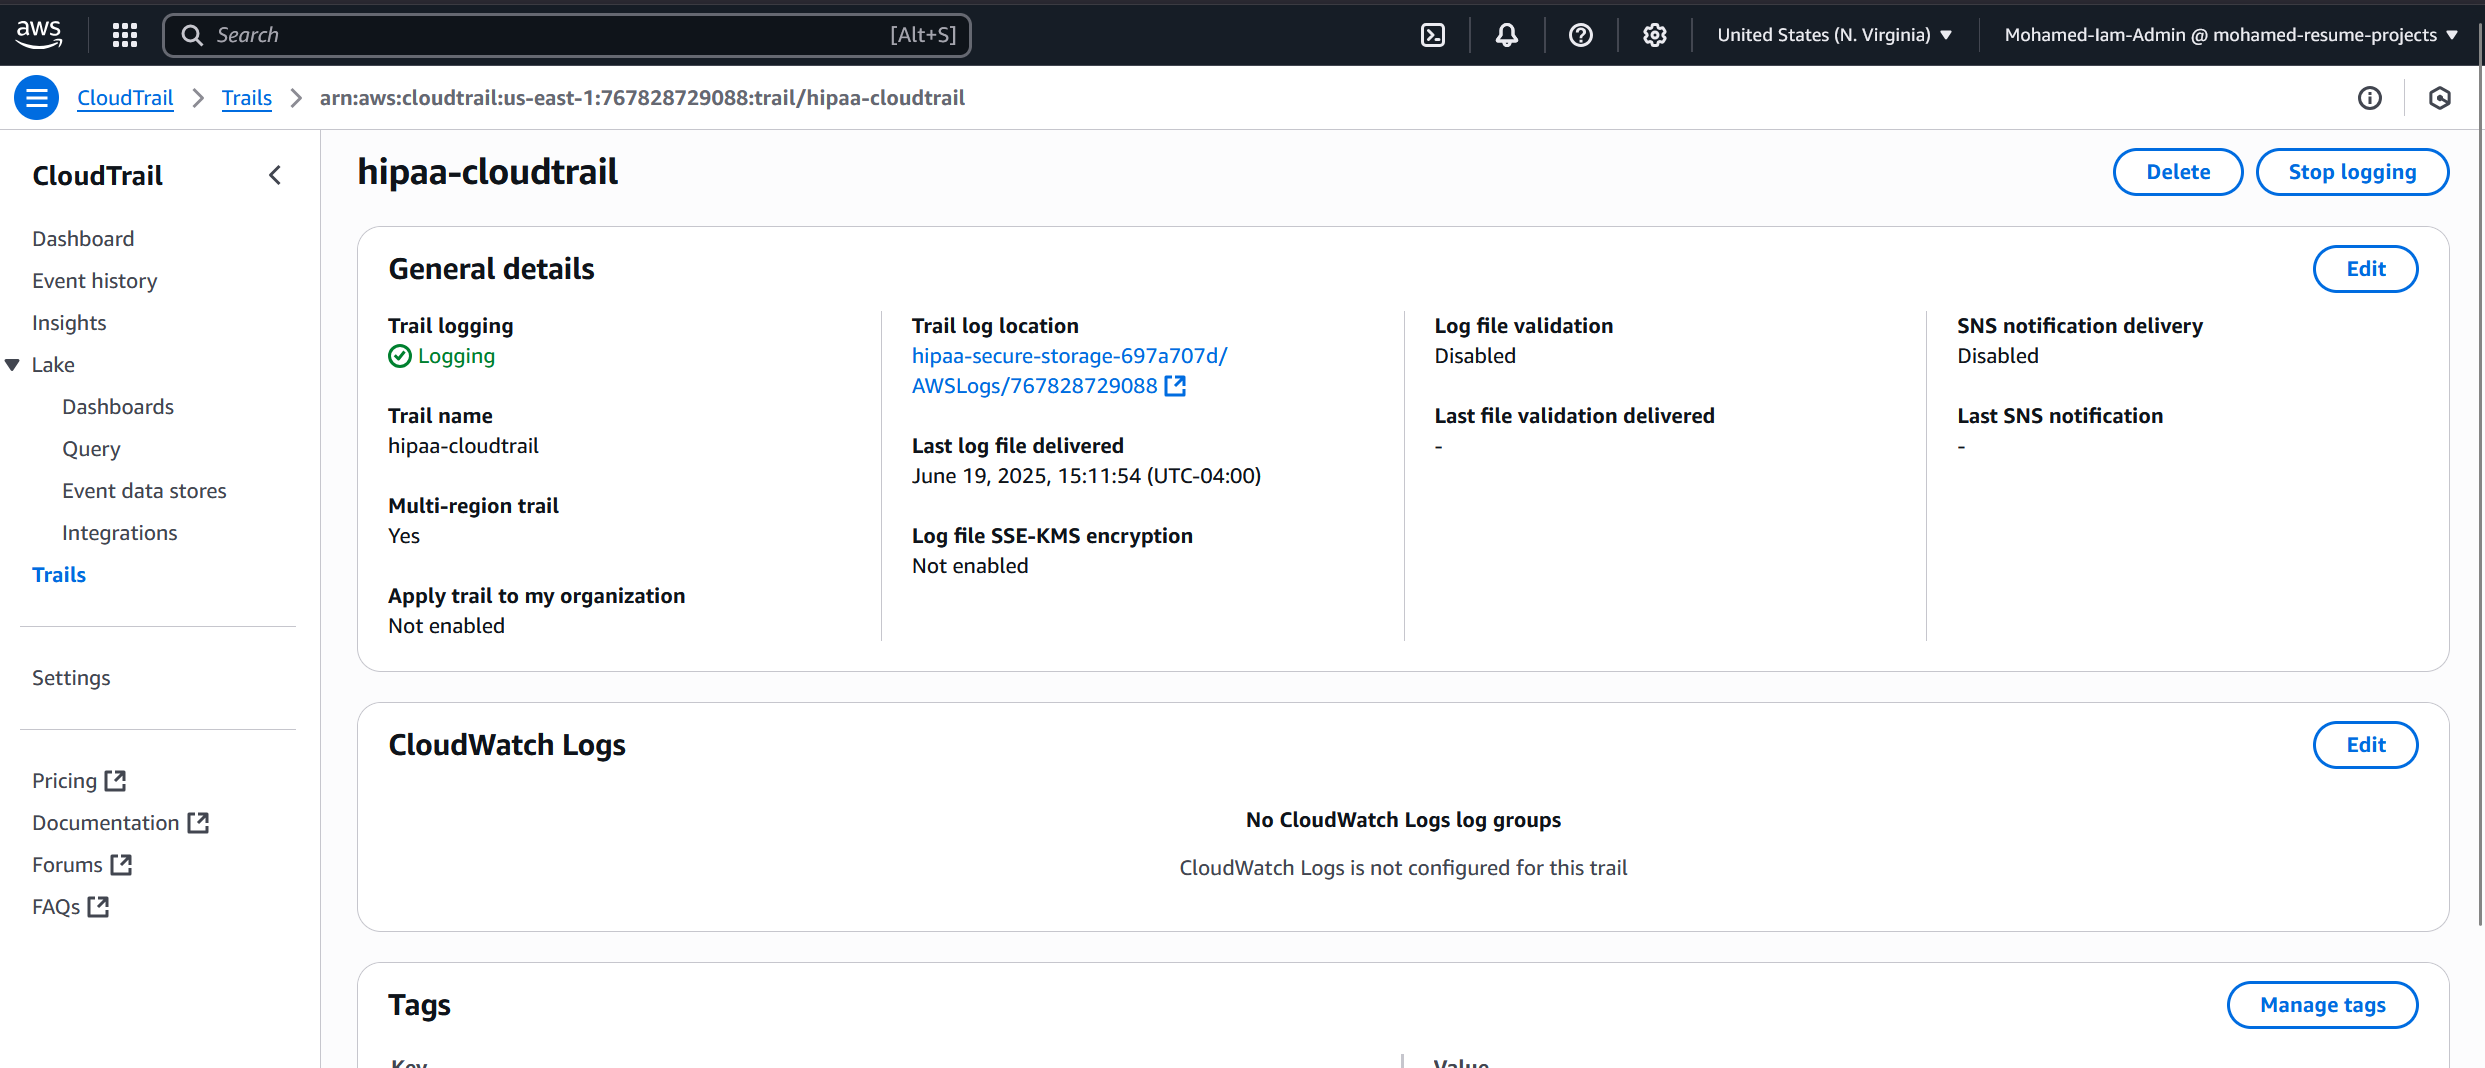 aws
Search
[Alt+S]
United States (N. Virginia)
Mohamed-Iam-Admin @ mohamed-resume-projects
CloudTrail
Trails
arn:aws:cloudtrail:us-east-1:767828729088:trail/hipaa-cloudtrail
CloudTrail
Dashboard
Event history
Insights
Lake
Dashboards
Query
Event data stores
Integrations
Trails
Settings
Pricing
Documentation
Forums
FAQs
hipaa-cloudtrail
Delete
Stop logging
General details
Edit
Trail logging
Logging
Trail name
hipaa-cloudtrail
Multi-region trail
Yes
Apply trail to my organization
Not enabled
Trail log location
hipaa-secure-storage-697a707d/
AWSLogs/767828729088
Last log file delivered
June 19, 2025, 15:11:54 (UTC-04:00)
Log file SSE-KMS encryption
Not enabled
Log file validation
Disabled
Last file validation delivered
-
SNS notification delivery
Disabled
Last SNS notification
-
CloudWatch Logs
Edit
No CloudWatch Logs log groups
CloudWatch Logs is not configured for this trail
Tags
Manage tags
Key
Value